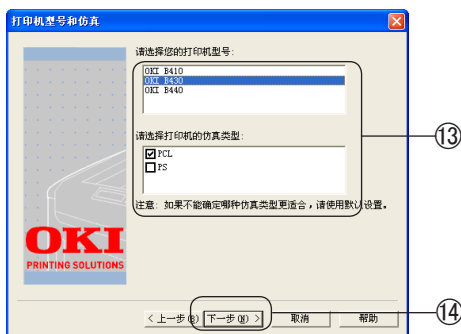 打印机型号和仿真
请选择您的打印机型号:
OKI B410
OKI B430
OKI B440
⑬
请选择打印机的仿真类型:
PCL
PS
注意: 如果不能确定哪种仿真类型更适合，请使用默认设置。
OKI
PRINTING SOLUTIONS
< 上一步(B) 下一步(N) > 取消 帮助
⑭